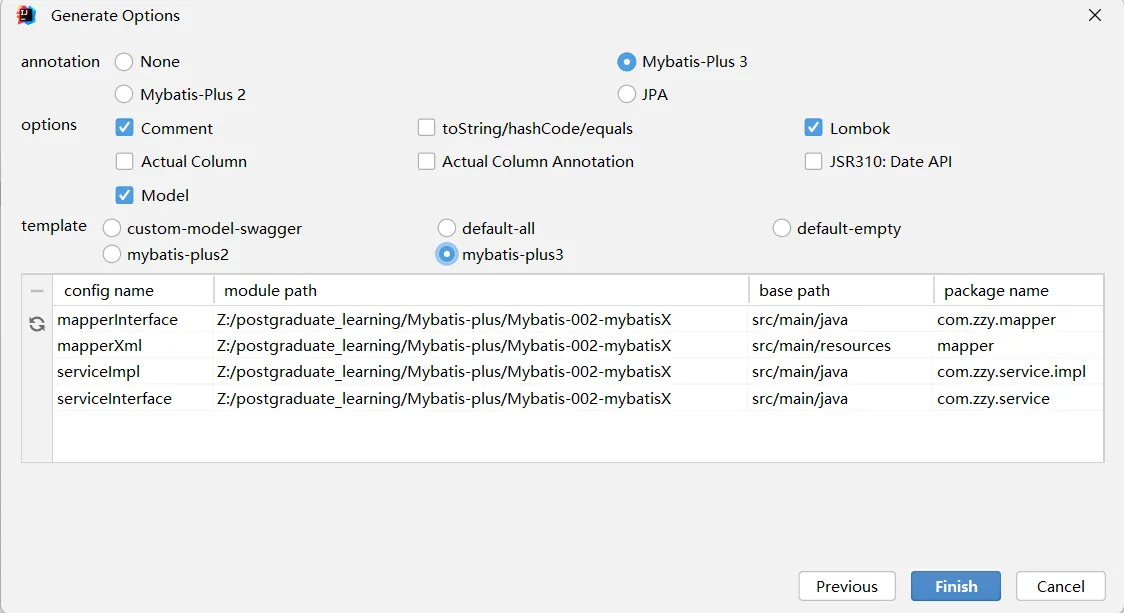 Generate Options
annotation None Mybatis-Plus 3
Mybatis-Plus 2 JPA
options Comment toString/hashCode/equals Lombok
Actual Column Actual Column Annotation JSR310: Date API
Model
template custom-model-swagger default-all default-empty
mybatis-plus2 mybatis-plus3
config name module path base path package name
mapperInterface Z:/postgraduate_learning/Mybatis-plus/Mybatis-002-mybatisX src/main/java com.zzy.mapper
mapperXml Z:/postgraduate_learning/Mybatis-plus/Mybatis-002-mybatisX src/main/resources mapper
serviceImpl Z:/postgraduate_learning/Mybatis-plus/Mybatis-002-mybatisX src/main/java com.zzy.service.impl
serviceInterface Z:/postgraduate_learning/Mybatis-plus/Mybatis-002-mybatisX src/main/java com.zzy.service
Previous Finish Cancel